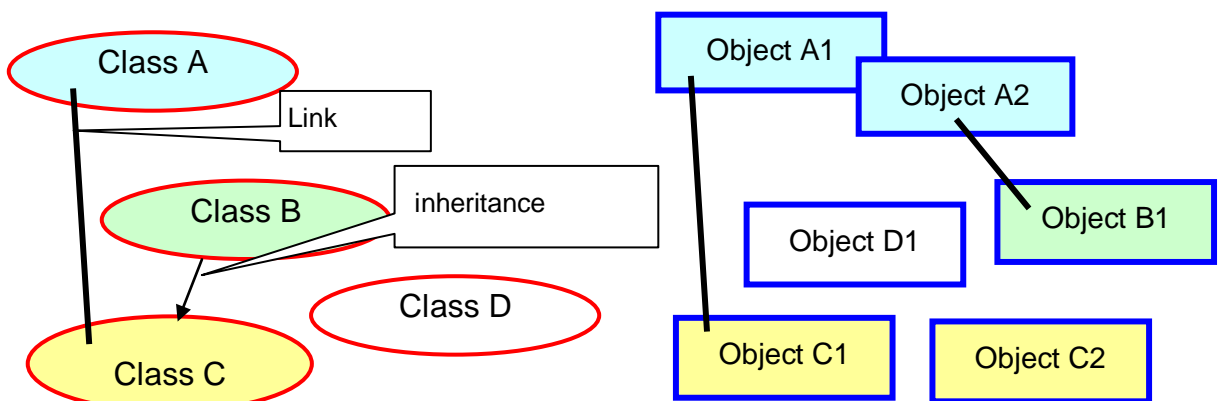 Class A
Link
Class B
inheritance
Class D
Class C
Object A1
Object A2
Object B1
Object D1
Object C1
Object C2